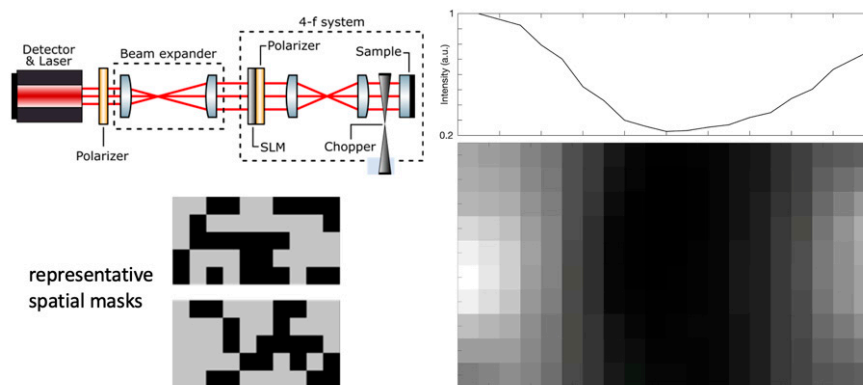 4-f system
Detector
& Laser
Beam expander
Polarizer
Sample
Polarizer
SLM
Chopper
representative
spatial masks
1
Intensity (a.u.)
0.2